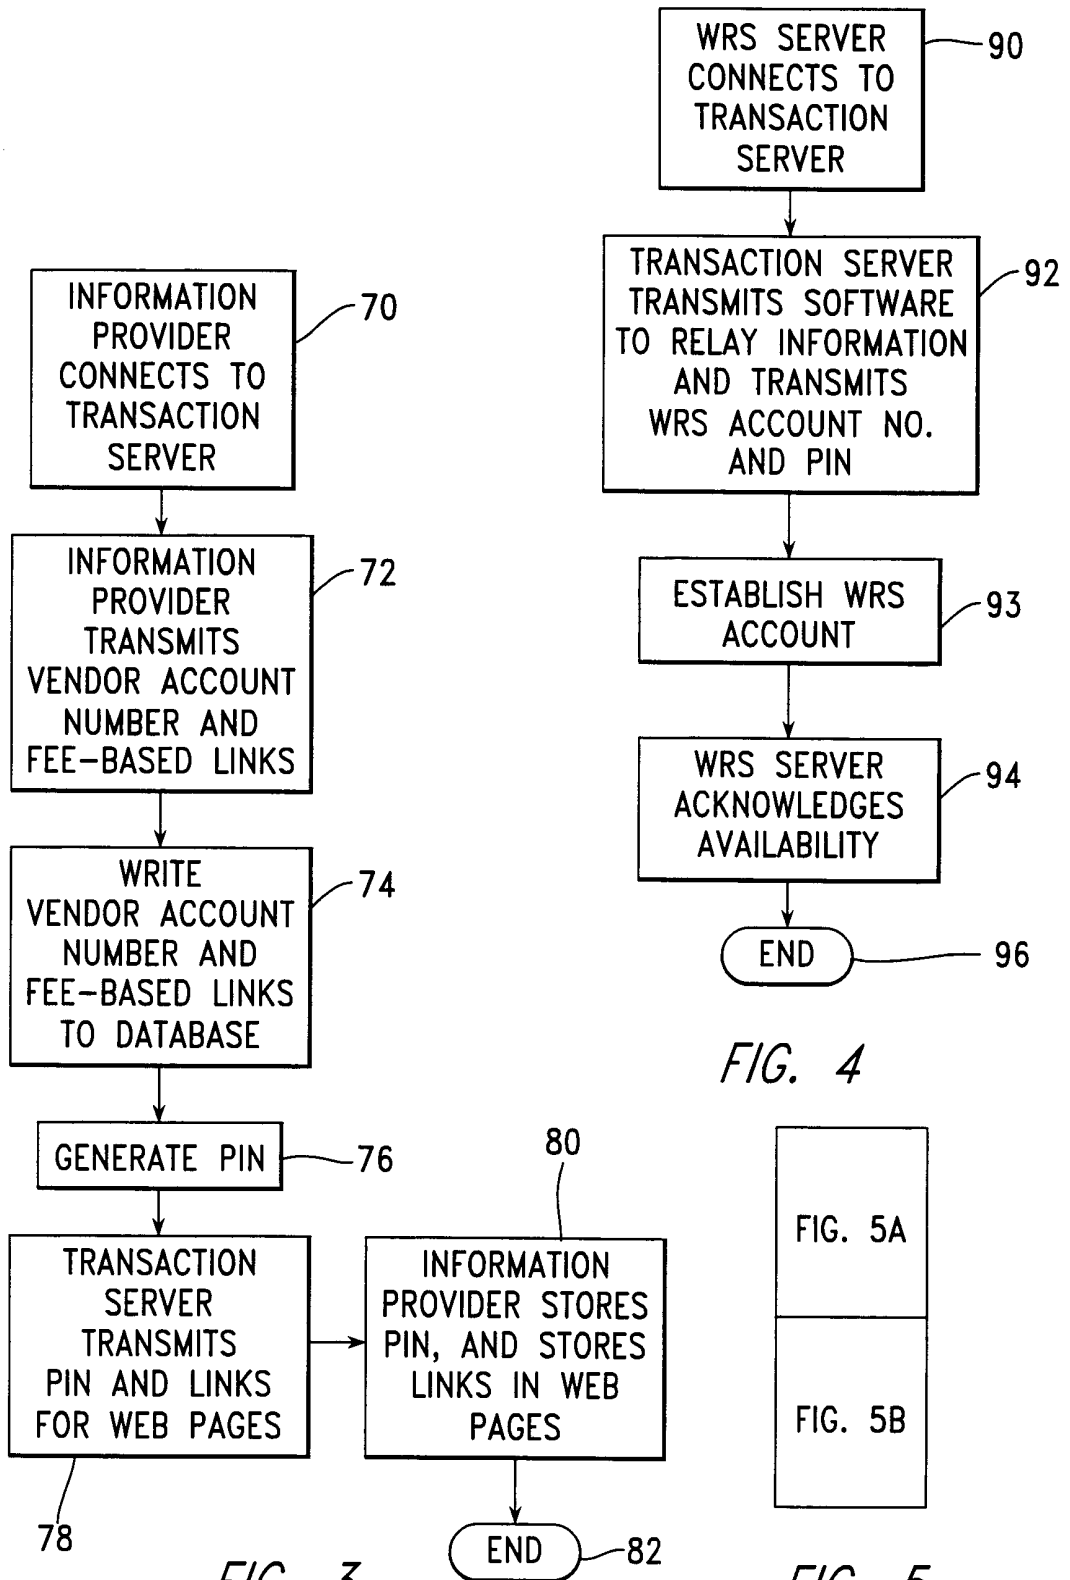 INFORMATION
PROVIDER
CONNECTS TO
TRANSACTION
SERVER
70
INFORMATION
PROVIDER
TRANSMITS
VENDOR ACCOUNT
NUMBER AND
FEE-BASED LINKS
72
WRITE
VENDOR ACCOUNT
NUMBER AND
FEE-BASED LINKS
TO DATABASE
74
GENERATE PIN
76
TRANSACTION
SERVER
TRANSMITS
PIN AND LINKS
FOR WEB PAGES
78
80
INFORMATION
PROVIDER STORES
PIN, AND STORES
LINKS IN WEB
PAGES
END
82
FIG. 3
WRS SERVER
CONNECTS TO
TRANSACTION
SERVER
90
TRANSACTION SERVER
TRANSMITS SOFTWARE
TO RELAY INFORMATION
AND TRANSMITS
WRS ACCOUNT NO.
AND PIN
92
ESTABLISH WRS
ACCOUNT
93
WRS SERVER
ACKNOWLEDGES
AVAILABILITY
94
END
96
FIG. 4
FIG. 5A
FIG. 5B
FIG. 5